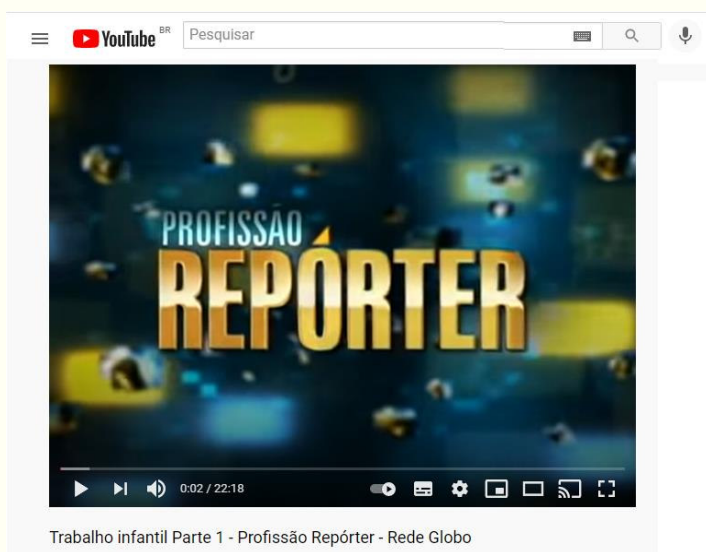 YouTube BR
Pesquisar
PROFISSÃO
REPÓRTER
0:02 / 22:18
Trabalho infantil Parte 1 - Profissão Repórter - Rede Globo